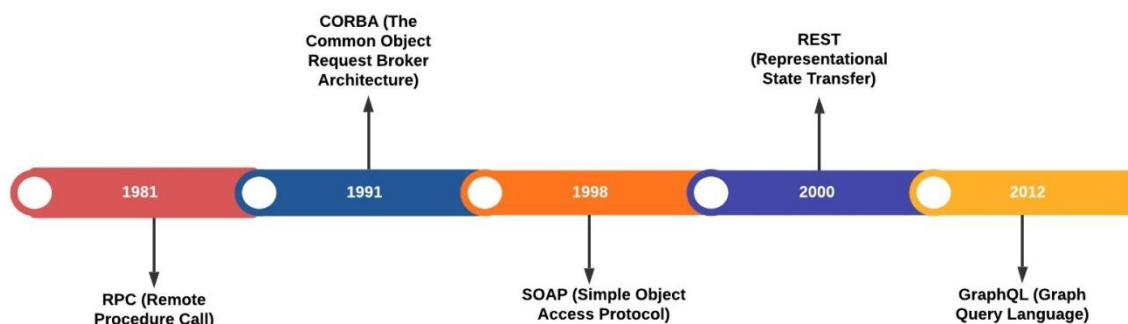 CORBA (The
Common Object
Request Broker
Architecture)
REST
(Representational
State Transfer)
1981
1991
1998
2000
2012
RPC (Remote
Procedure Call)
SOAP (Simple Object
Access Protocol)
GraphQL (Graph
Query Language)